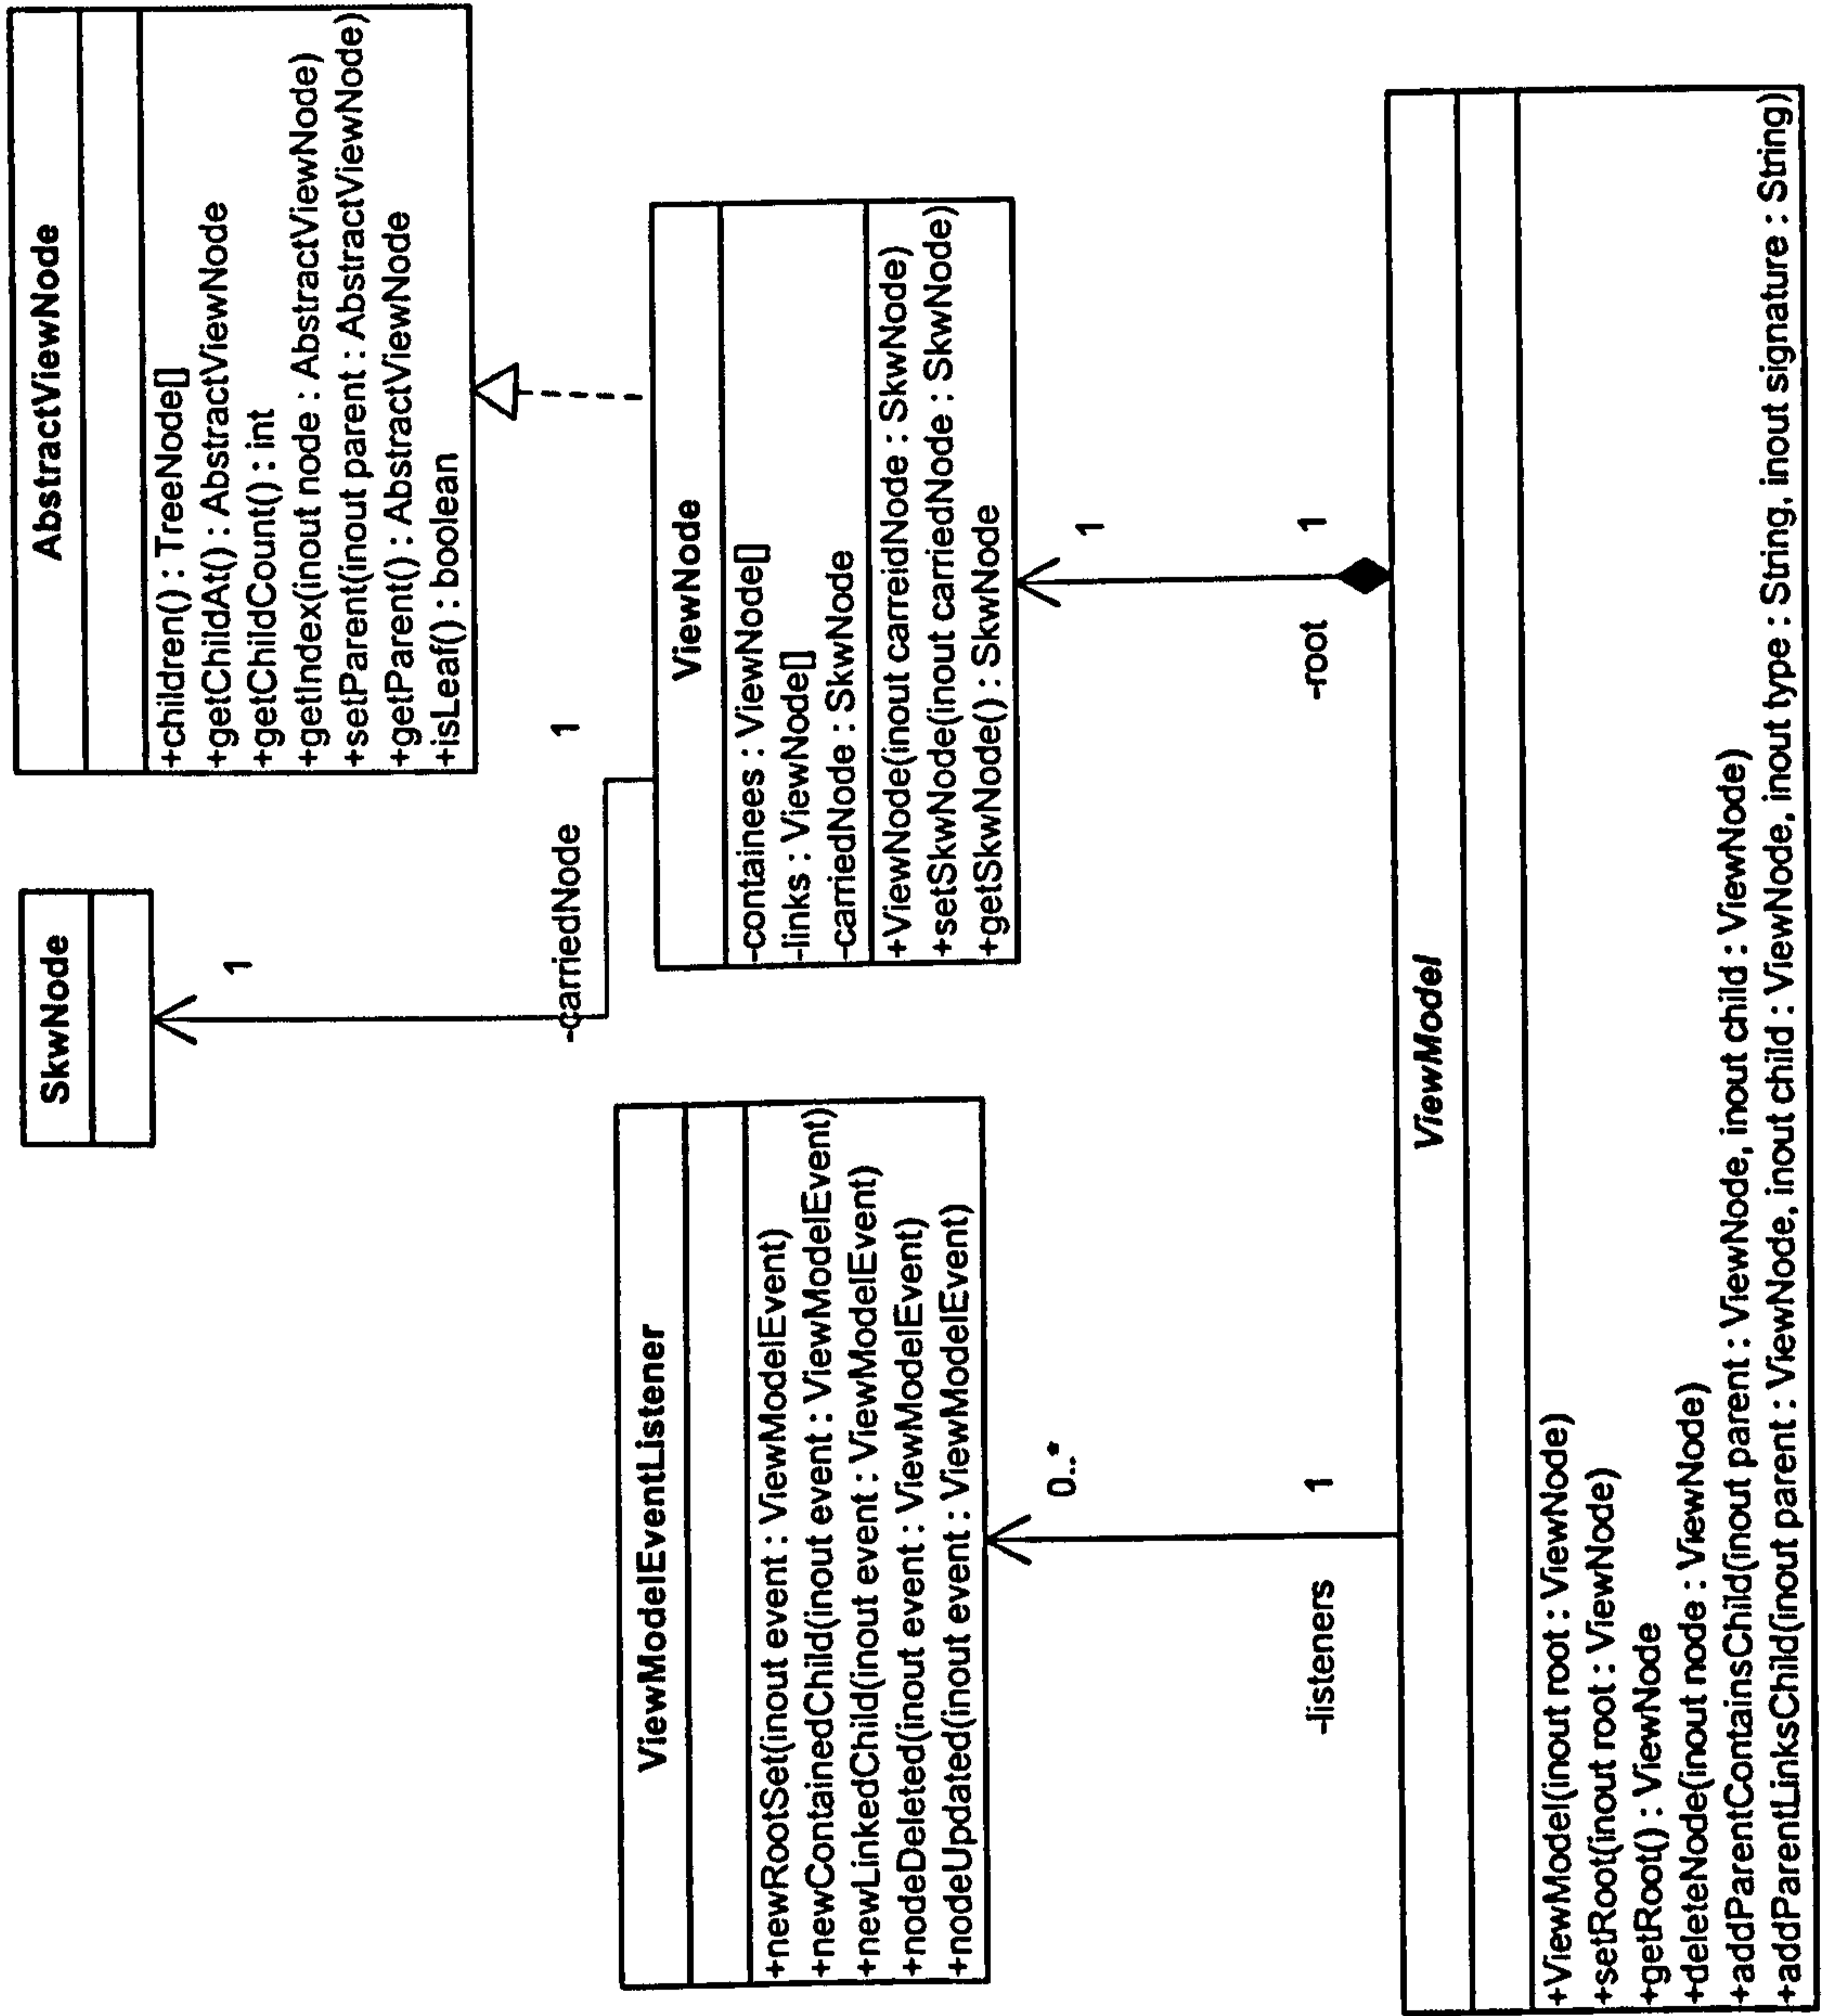 SkwNode
AbstractViewNode
+children() : TreeNode[]
+getChildAt() : AbstractViewNode
+getChildCount() : int
+getIndex(inout node : AbstractViewNode)
+setParent(inout parent : AbstractViewNode)
+getParent() : AbstractViewNode
+isLeaf() : boolean
1
-carriedNode
1
ViewModelEventListener
+newRootSet(inout event : ViewModelEvent)
+newContainedChild(inout event : ViewModelEvent)
+newLinkedChild(inout event : ViewModelEvent)
+nodeDeleted(inout event : ViewModelEvent)
+nodeUpdated(inout event : ViewModelEvent)
ViewNode
-containees : ViewNode[]
-links : ViewNode[]
-carriedNode : SkwNode
+ViewNode(inout carreidNode : SkwNode)
+setSkwNode(inout carriedNode : SkwNode)
+getSkwNode() : SkwNode
0..*
1
-listeners
1
-root
1
ViewModel
+ViewModel(inout root : ViewNode)
+setRoot(inout root : ViewNode)
+getRoot() : ViewNode
+deleteNode(inout node : ViewNode)
+addParentContainsChild(inout parent : ViewNode, inout child : ViewNode)
+addParentLinksChild(inout parent : ViewNode, inout child : ViewNode, inout type : String, inout signature : String)